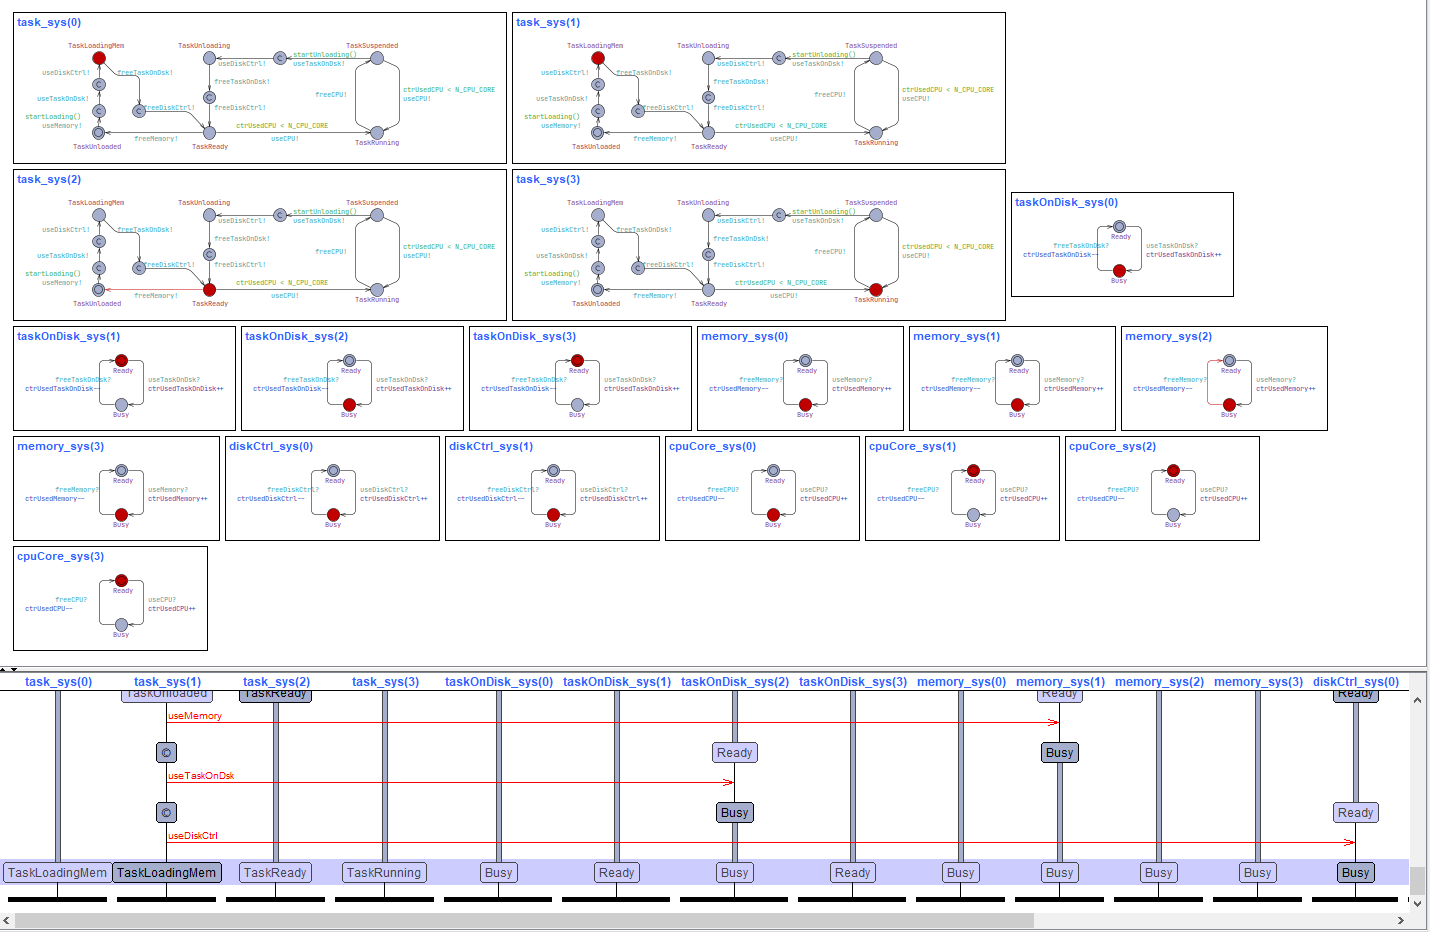 task_sys(0)
TaskLoadingMem
TaskUnloading
TaskSuspended
startUnloading()
useDiskCtrl!
useTaskOnDsk!
useDiskCtrl!
freeTaskOnDsk!
C
C
freeTaskOnDsk!
freeCPU!
ctrUsedCPU < N_CPU_CORE
useCPU!
useTaskOnDsk!
C
C
C
freeDiskCtrl!
freeDiskCtrl!
startLoading()
useMemory!
ctrUsedCPU < N_CPU_CORE
freeMemory!
useCPU!
TaskUnloaded
TaskReady
TaskRunning
task_sys(1)
TaskLoadingMem
TaskUnloading
TaskSuspended
startUnloading()
useDiskCtrl!
useTaskOnDsk!
useDiskCtrl!
freeTaskOnDsk!
C
C
freeTaskOnDsk!
freeCPU!
ctrUsedCPU < N_CPU_CORE
useCPU!
useTaskOnDsk!
C
C
C
freeDiskCtrl!
freeDiskCtrl!
startLoading()
useMemory!
ctrUsedCPU < N_CPU_CORE
freeMemory!
useCPU!
TaskUnloaded
TaskReady
TaskRunning
task_sys(2)
TaskLoadingMem
TaskUnloading
TaskSuspended
startUnloading()
useDiskCtrl!
useTaskOnDsk!
useDiskCtrl!
freeTaskOnDsk!
C
C
freeTaskOnDsk!
freeCPU!
ctrUsedCPU < N_CPU_CORE
useCPU!
useTaskOnDsk!
C
C
C
freeDiskCtrl!
freeDiskCtrl!
startLoading()
useMemory!
ctrUsedCPU < N_CPU_CORE
freeMemory!
useCPU!
TaskUnloaded
TaskReady
TaskRunning
task_sys(3)
TaskLoadingMem
TaskUnloading
TaskSuspended
startUnloading()
useDiskCtrl!
useTaskOnDsk!
useDiskCtrl!
freeTaskOnDsk!
C
C
freeTaskOnDsk!
freeCPU!
ctrUsedCPU < N_CPU_CORE
useCPU!
useTaskOnDsk!
C
C
C
freeDiskCtrl!
freeDiskCtrl!
startLoading()
useMemory!
ctrUsedCPU < N_CPU_CORE
freeMemory!
useCPU!
TaskUnloaded
TaskReady
TaskRunning
taskOnDisk_sys(0)
Ready
freeTaskOnDsk?
useTaskOnDsk?
ctrUsedTaskOnDisk--
ctrUsedTaskOnDisk++
Busy
taskOnDisk_sys(1)
Ready
freeTaskOnDsk?
useTaskOnDsk?
ctrUsedTaskOnDisk--
ctrUsedTaskOnDisk++
Busy
taskOnDisk_sys(2)
Ready
freeTaskOnDsk?
useTaskOnDsk?
ctrUsedTaskOnDisk--
ctrUsedTaskOnDisk++
Busy
taskOnDisk_sys(3)
Ready
freeTaskOnDsk?
useTaskOnDsk?
ctrUsedTaskOnDisk--
ctrUsedTaskOnDisk++
Busy
memory_sys(0)
Ready
freeMemory?
useMemory?
ctrUsedMemory--
ctrUsedMemory++
Busy
memory_sys(1)
Ready
freeMemory?
useMemory?
ctrUsedMemory--
ctrUsedMemory++
Busy
memory_sys(2)
Ready
freeMemory?
useMemory?
ctrUsedMemory--
ctrUsedMemory++
Busy
memory_sys(3)
Ready
freeMemory?
useMemory?
ctrUsedMemory--
ctrUsedMemory++
Busy
diskCtrl_sys(0)
Ready
freeDiskCtrl?
useDiskCtrl?
ctrUsedDiskCtrl--
ctrUsedDiskCtrl++
Busy
diskCtrl_sys(1)
Ready
freeDiskCtrl?
useDiskCtrl?
ctrUsedDiskCtrl--
ctrUsedDiskCtrl++
Busy
cpuCore_sys(0)
Ready
freeCPU?
useCPU?
ctrUsedCPU--
ctrUsedCPU++
Busy
cpuCore_sys(1)
Ready
freeCPU?
useCPU?
ctrUsedCPU--
ctrUsedCPU++
Busy
cpuCore_sys(2)
Ready
freeCPU?
useCPU?
ctrUsedCPU--
ctrUsedCPU++
Busy
cpuCore_sys(3)
Ready
freeCPU?
useCPU?
ctrUsedCPU--
ctrUsedCPU++
Busy
task_sys(0) task_sys(1) task_sys(2) task_sys(3) taskOnDisk_sys(0) taskOnDisk_sys(1) taskOnDisk_sys(2) taskOnDisk_sys(3) memory_sys(0) memory_sys(1) memory_sys(2) memory_sys(3) diskCtrl_sys(0)
TaskUnloaded TaskReady Ready Ready
useMemory
© Ready Busy
useTaskOnDsk
© Busy Ready
useDiskCtrl
TaskLoadingMem TaskLoadingMem TaskReady TaskRunning Busy Ready Busy Ready Busy Busy Busy Busy Busy